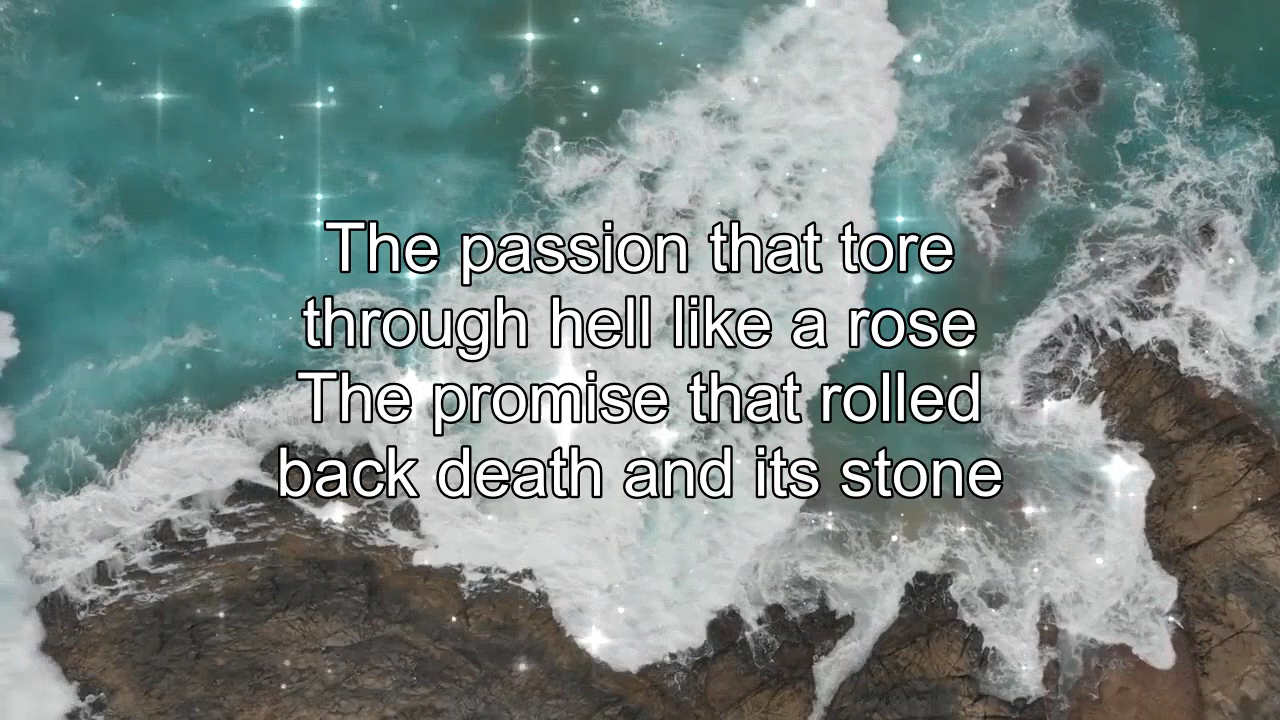 The passion that tore
through hell like a rose
The promise that rolled
back death and its stone